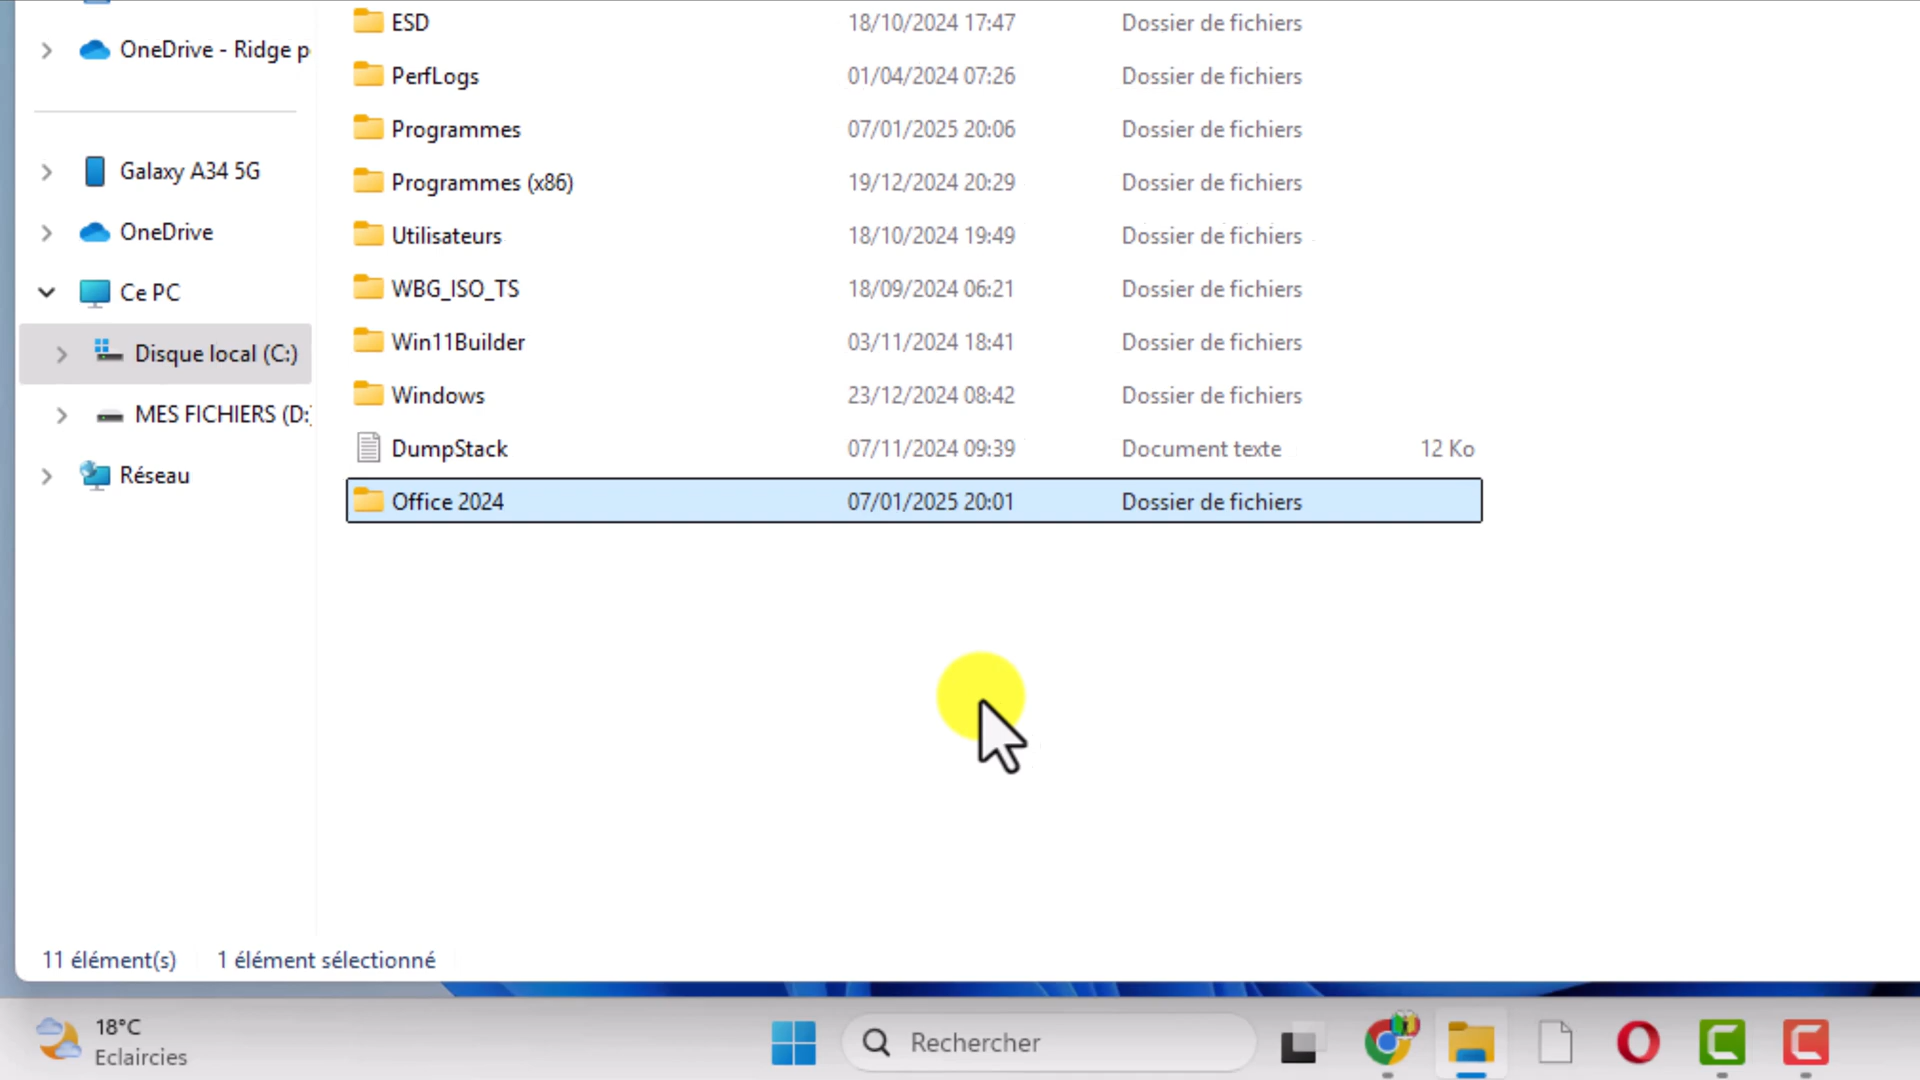 OneDrive - Ridge p
Galaxy A34 5G
OneDrive
Ce PC
Disque local (C:)
MES FICHIERS (D:
Réseau
ESD 18/10/2024 17:47 Dossier de fichiers
PerfLogs 01/04/2024 07:26 Dossier de fichiers
Programmes 07/01/2025 20:06 Dossier de fichiers
Programmes (x86) 19/12/2024 20:29 Dossier de fichiers
Utilisateurs 18/10/2024 19:49 Dossier de fichiers
WBG_ISO_TS 18/09/2024 06:21 Dossier de fichiers
Win11Builder 03/11/2024 18:41 Dossier de fichiers
Windows 23/12/2024 08:42 Dossier de fichiers
DumpStack 07/11/2024 09:39 Document texte 12 Ko
Office 2024 07/01/2025 20:01 Dossier de fichiers
11 élément(s) 1 élément sélectionné
18°C
Eclaircies
Rechercher